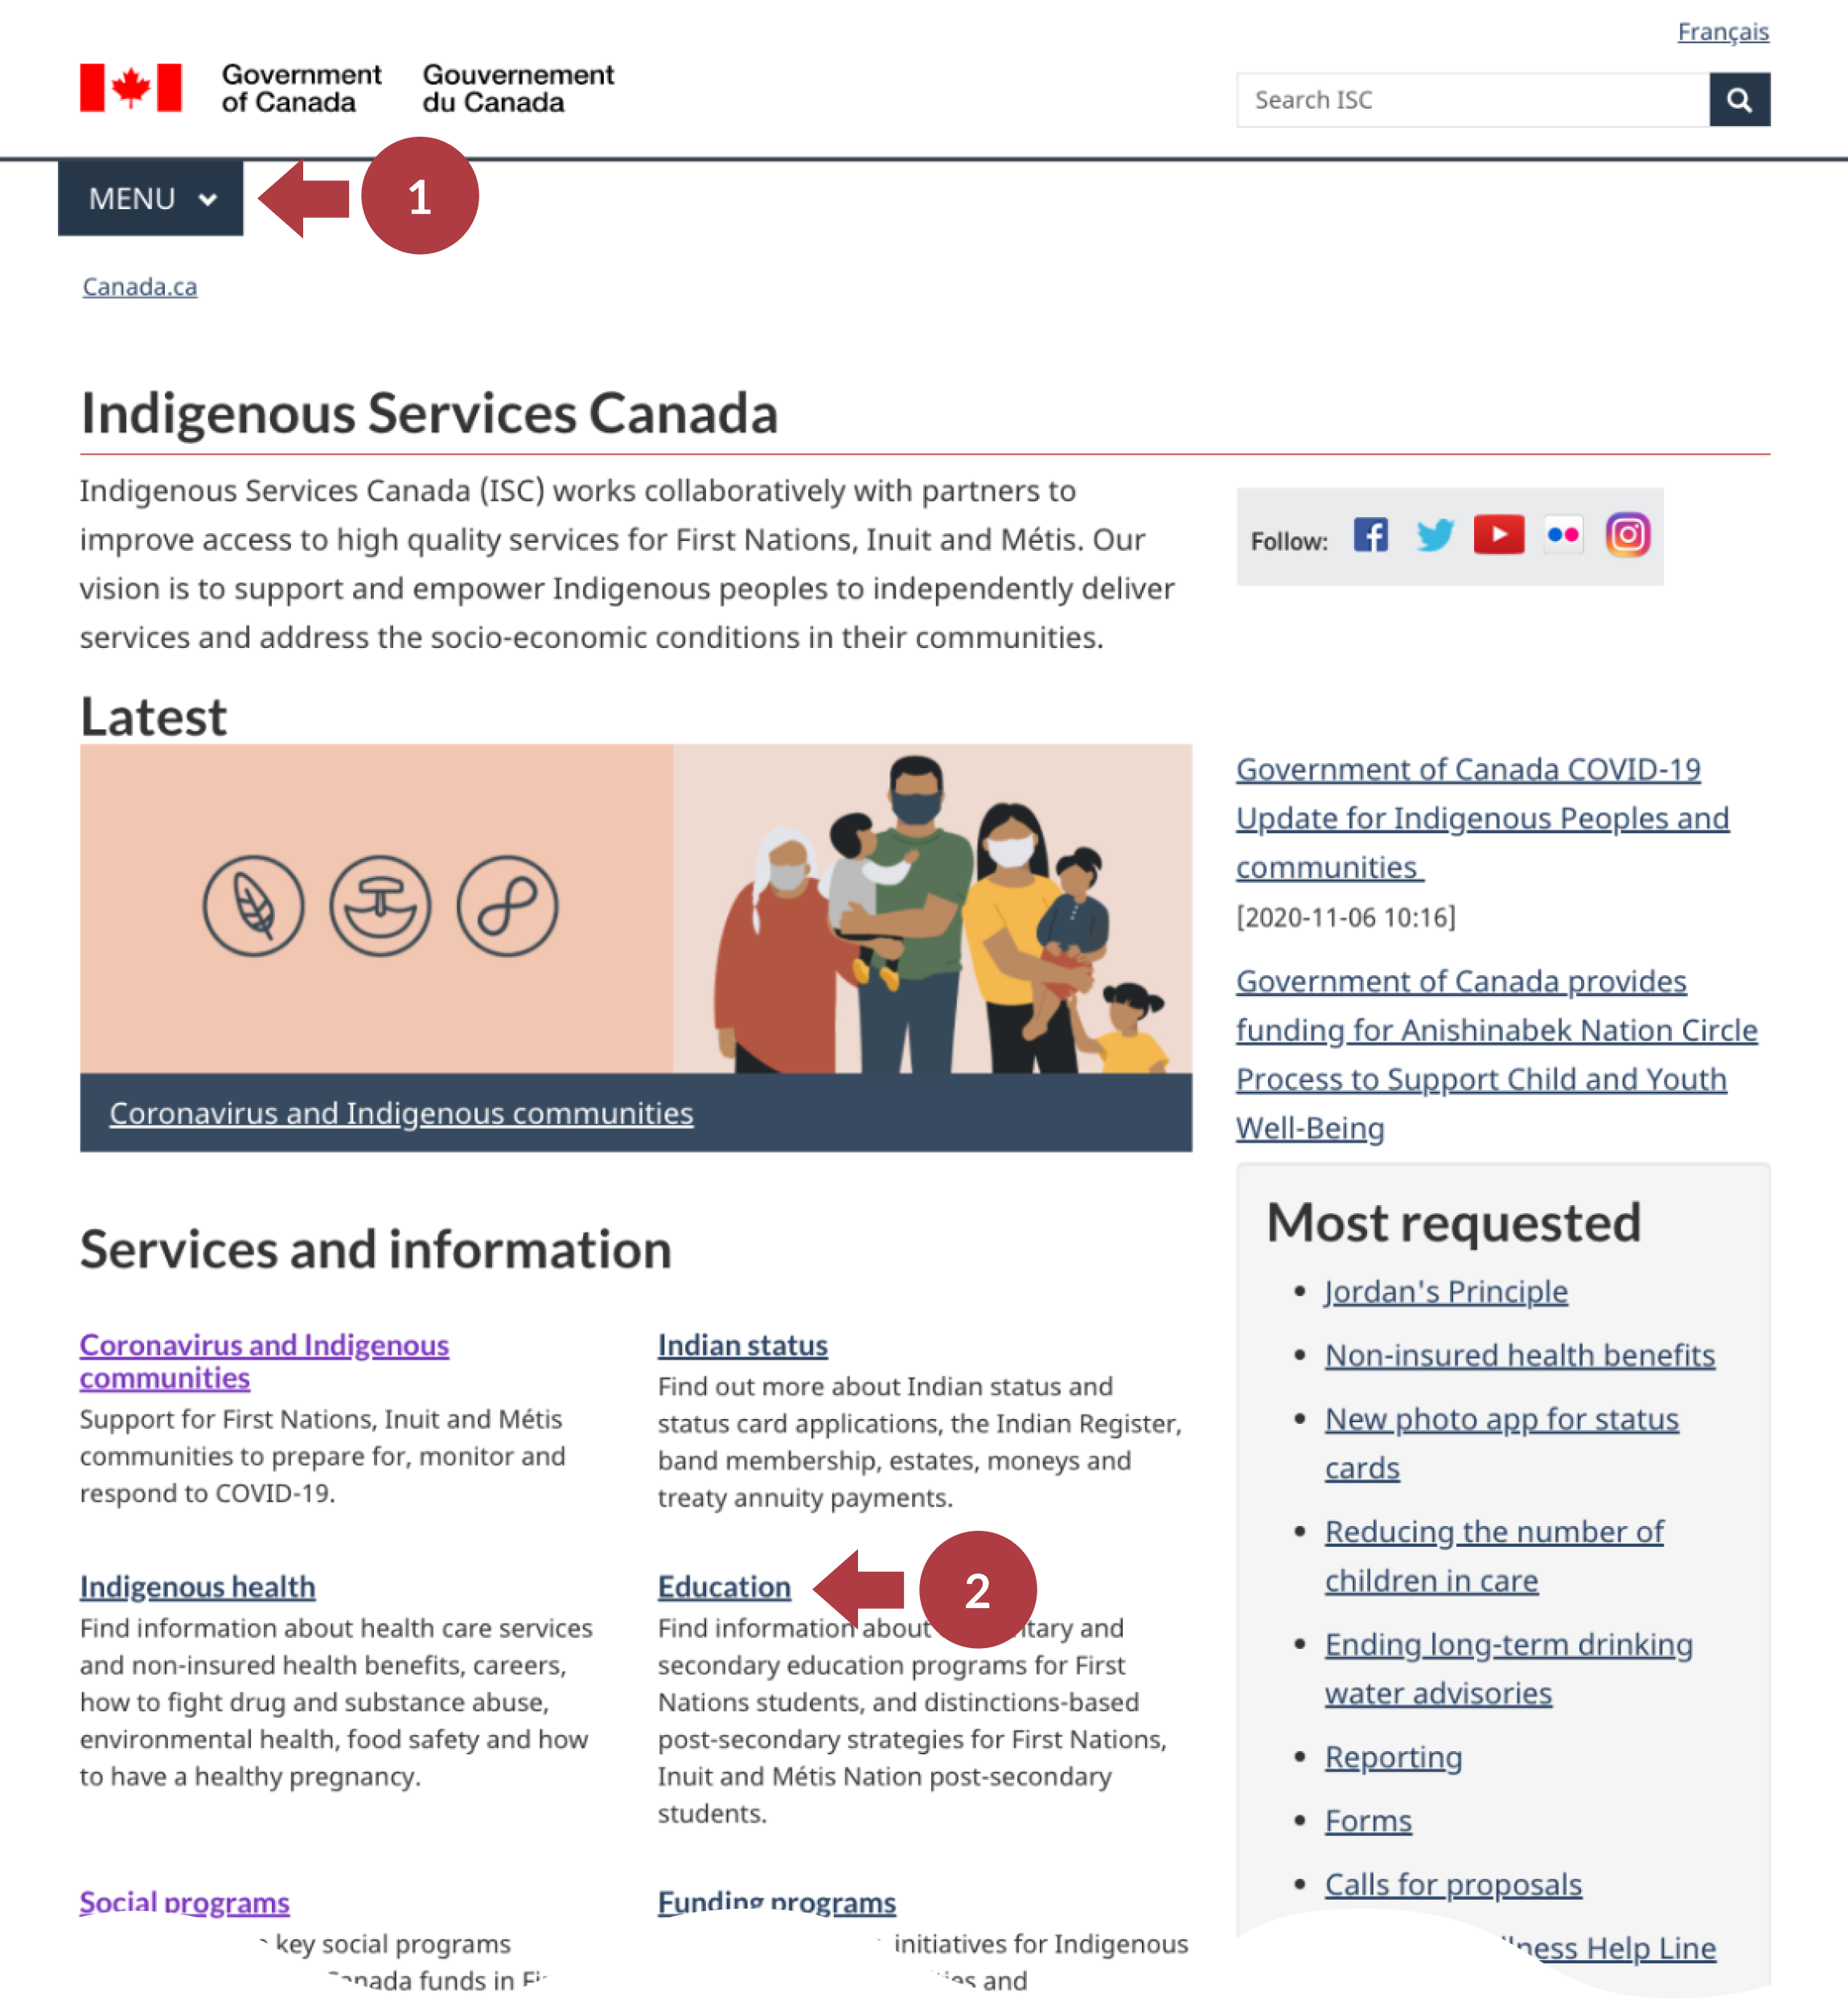 Français
Government
of Canada
Gouvernement
du Canada
Search ISC
MENU
1
Canada.ca
Indigenous Services Canada
Indigenous Services Canada (ISC) works collaboratively with partners to
improve access to high quality services for First Nations, Inuit and Métis. Our
vision is to support and empower Indigenous peoples to independently deliver
services and address the socio-economic conditions in their communities.
Follow:
Latest
Coronavirus and Indigenous communities
Government of Canada COVID-19
Update for Indigenous Peoples and
communities
[2020-11-06 10:16]
Government of Canada provides
funding for Anishinabek Nation Circle
Process to Support Child and Youth
Well-Being
Services and information
Coronavirus and Indigenous
communities
Support for First Nations, Inuit and Métis
communities to prepare for, monitor and
respond to COVID-19.
Indian status
Find out more about Indian status and
status card applications, the Indian Register,
band membership, estates, moneys and
treaty annuity payments.
Indigenous health
Find information about health care services
and non-insured health benefits, careers,
how to fight drug and substance abuse,
environmental health, food safety and how
to have a healthy pregnancy.
Education
2
Find information about tary and
secondary education programs for First
Nations students, and distinctions-based
post-secondary strategies for First Nations,
Inuit and Métis Nation post-secondary
students.
Social programs
key social programs
Canada funds in
Funding programs
initiatives for Indigenous
and
Most requested
Jordan's Principle
Non-insured health benefits
New photo app for status
cards
Reducing the number of
children in care
Ending long-term drinking
water advisories
Reporting
Forms
Calls for proposals
Help Line